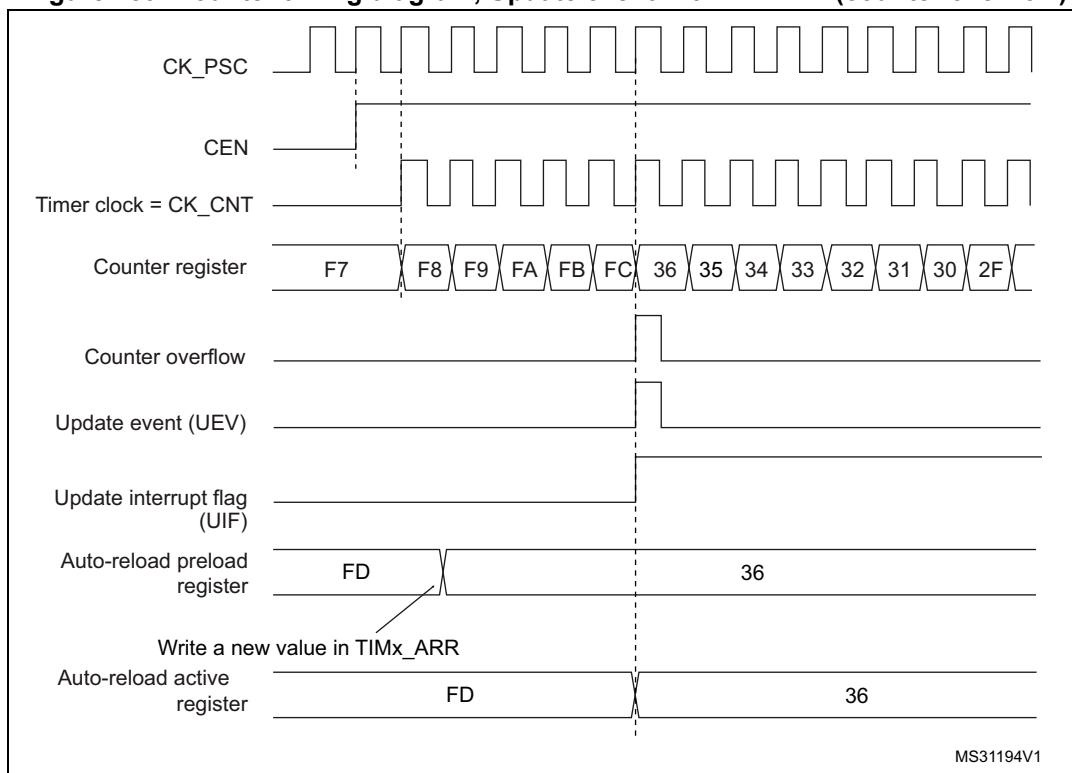 CK_PSC
CEN
Timer clock = CK_CNT
Counter register F7 F8 F9 FA FB FC 36 35 34 33 32 31 30 2F
Counter overflow
Update event (UEV)
Update interrupt flag
(UIF)
Auto-reload preload
register FD 36
Write a new value in TIMx_ARR
Auto-reload active
register FD 36
MS31194V1